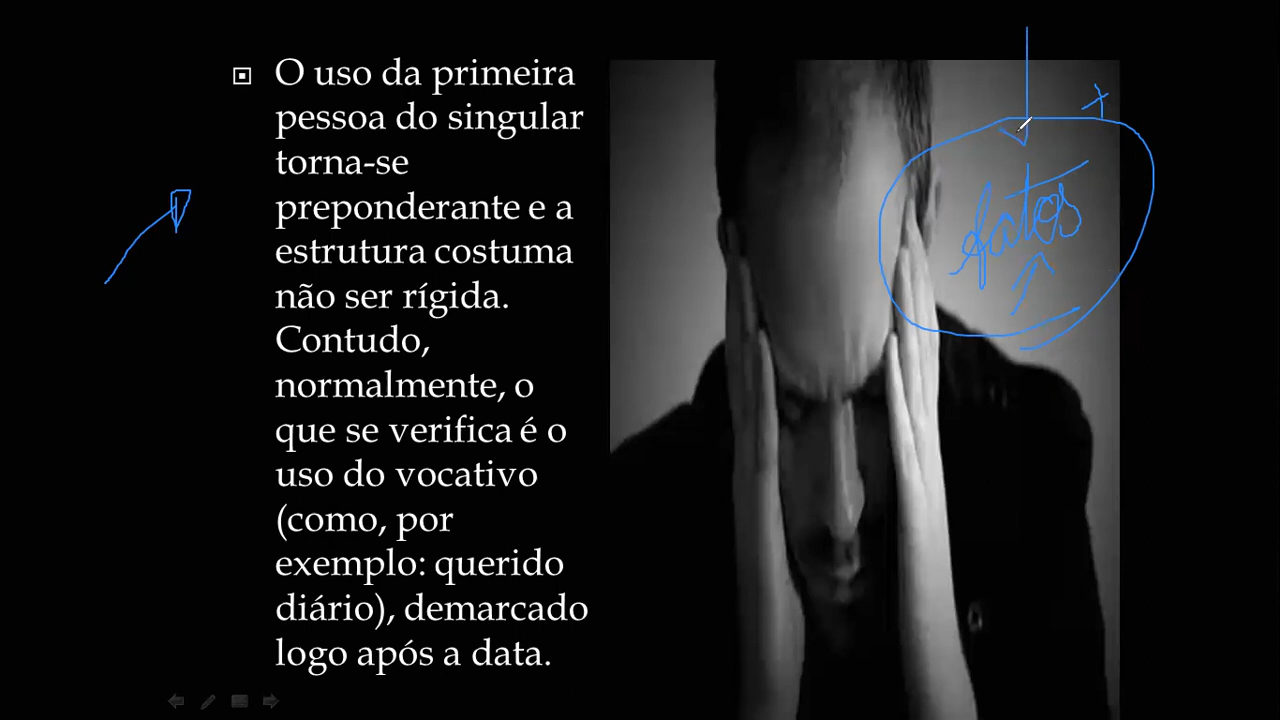 O uso da primeira
pessoa do singular
torna-se
preponderante e a
estrutura costuma
não ser rígida.
Contudo,
normalmente, o
que se verifica é o
uso do vocativo
(como, por
exemplo: querido
diário), demarcado
logo após a data.
fatos